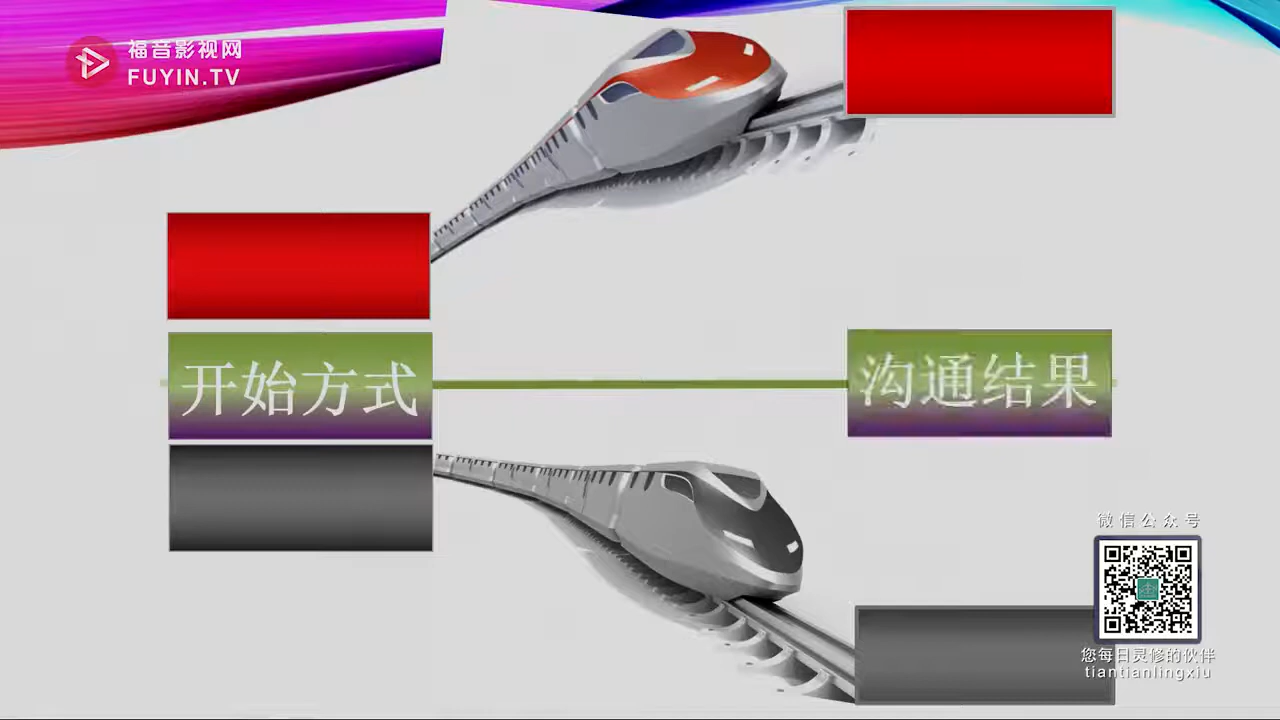 福音影视网
FUYIN.TV
开始方式
沟通结果
微信公众号
您每日灵修的伙伴
tiantianlingxiu